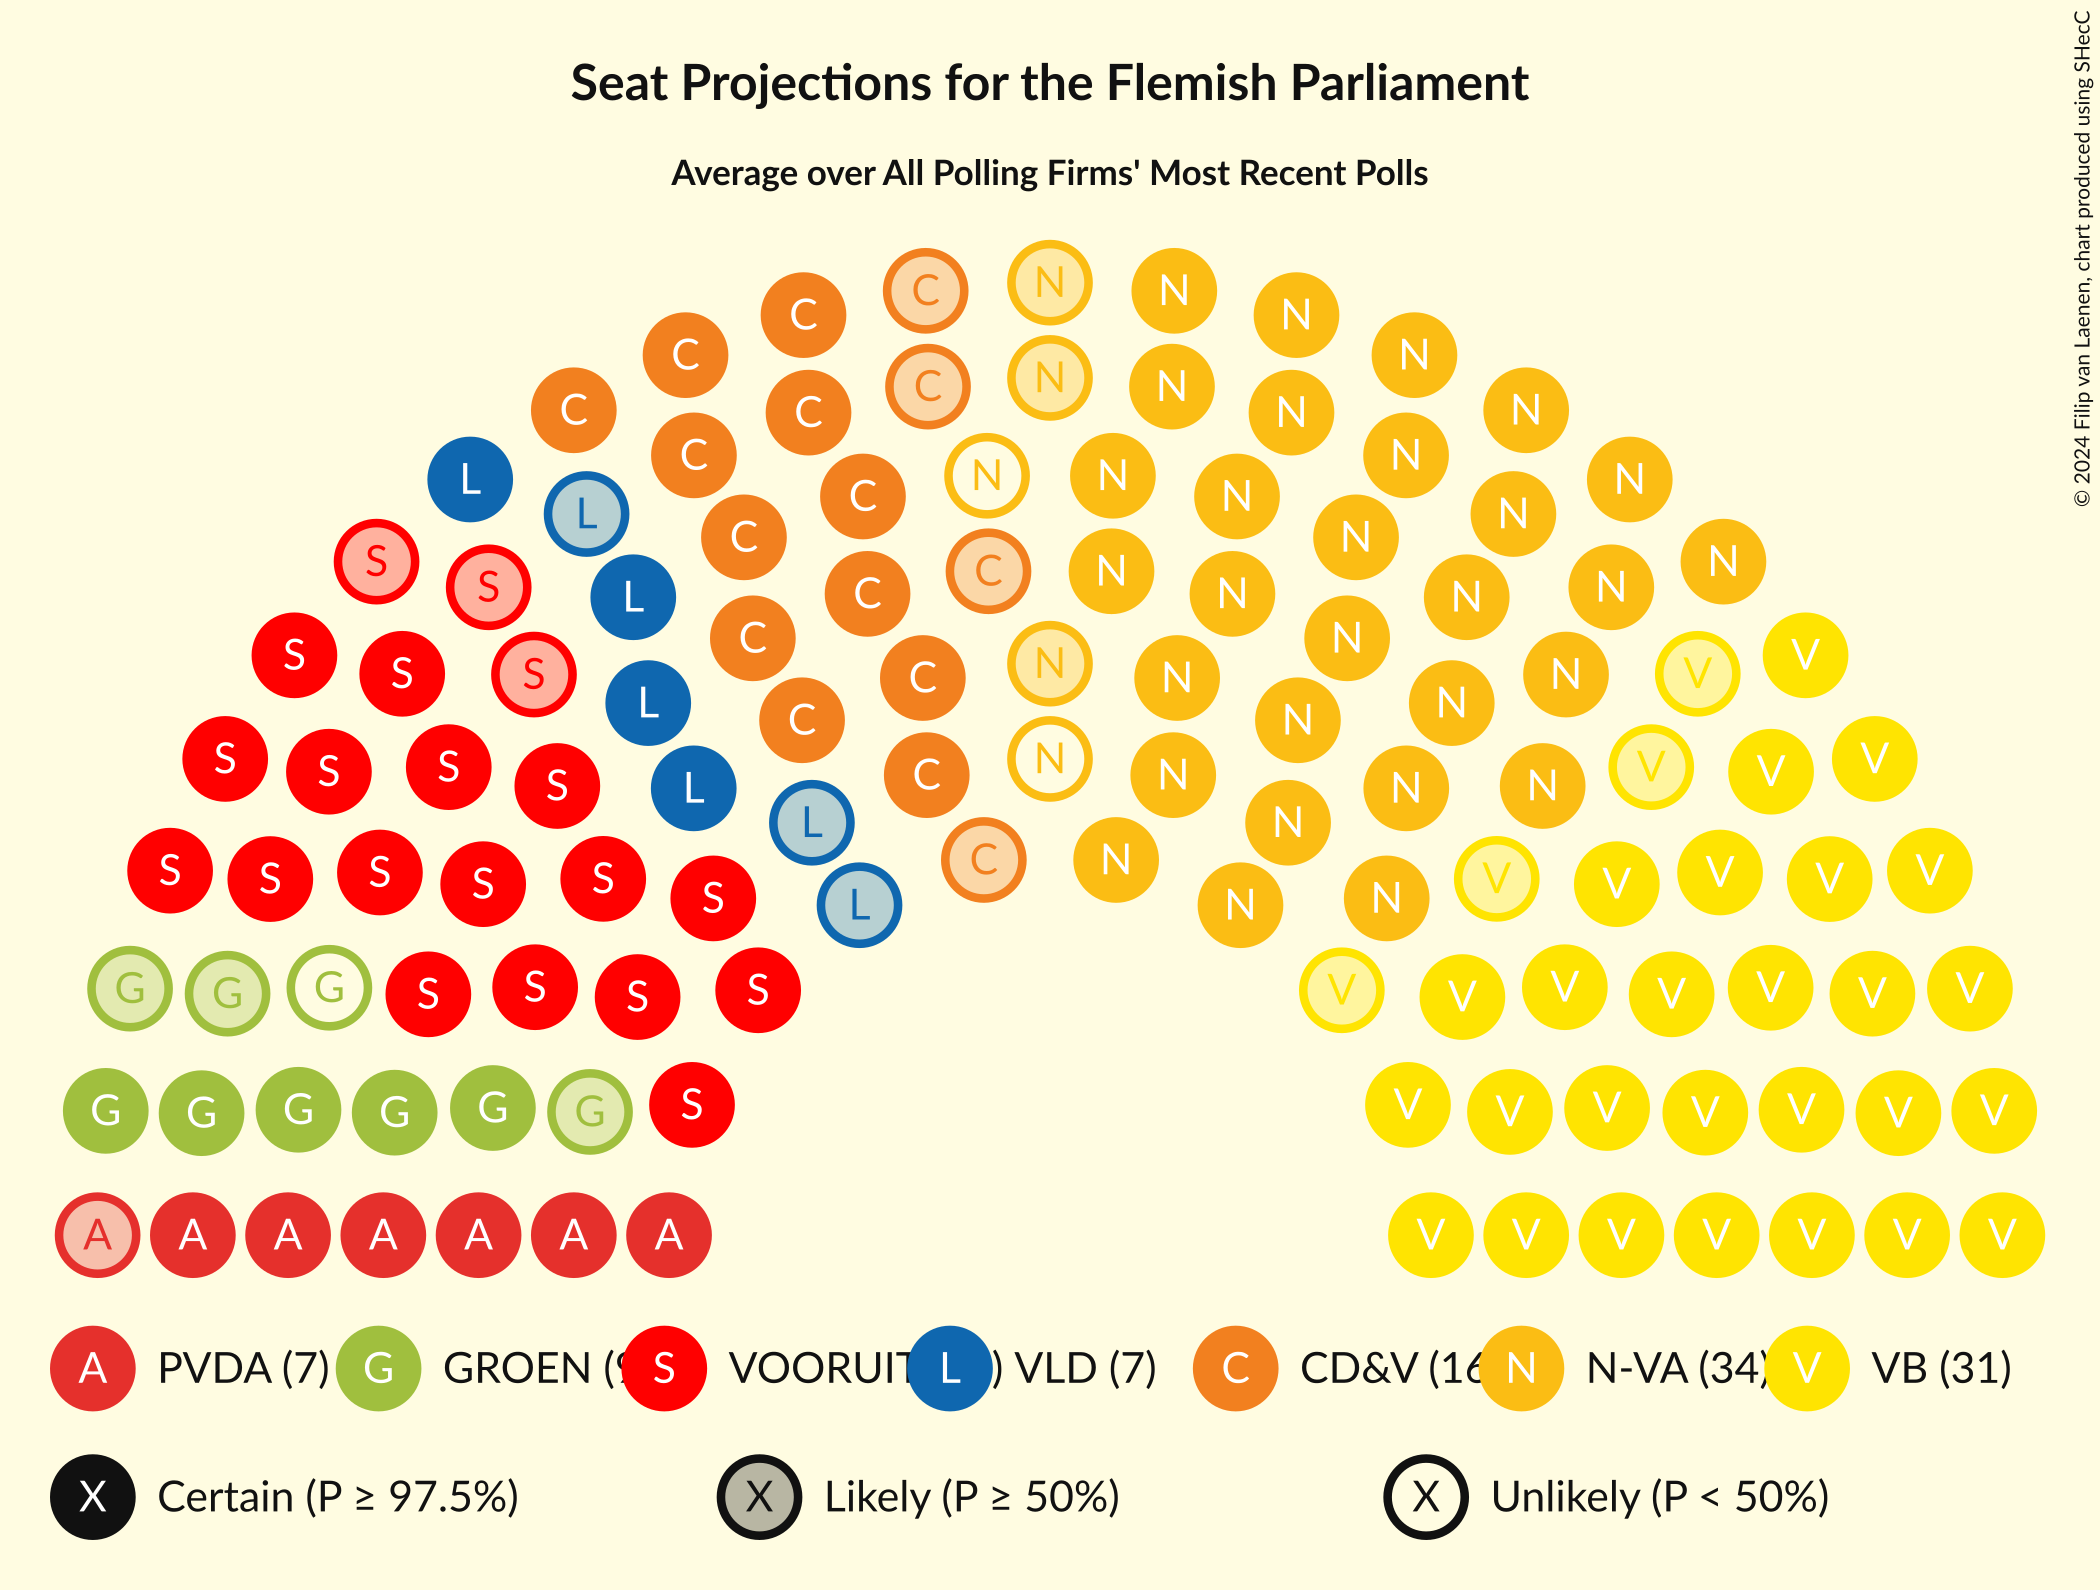 Seat Projections for the Flemish Parliament
Average over All Polling Firms' Most Recent Polls
© 2024 Filip van Laenen, chart produced using SHecC
C N N
C N
C N
C N N
C C N N
C N
L C N N N N
L N
C N
S C N N
S L C N N N
C N
S C N N V
S S N V
L C N N
S S S S L C N N N N V V V
L N
S S S S S S L C N N N V V V V V
G G G S S S S V V V V V V V
G G G G G G S V V V V V V V
A A A A A A A V V V V V V V
A PVDA (7) G GROEN ( S VOORUIT L ) VLD (7) C CD&V (16 N N-VA (34) V VB (31)
X Certain (P ≥ 97.5%) X Likely (P ≥ 50%) X Unlikely (P < 50%)